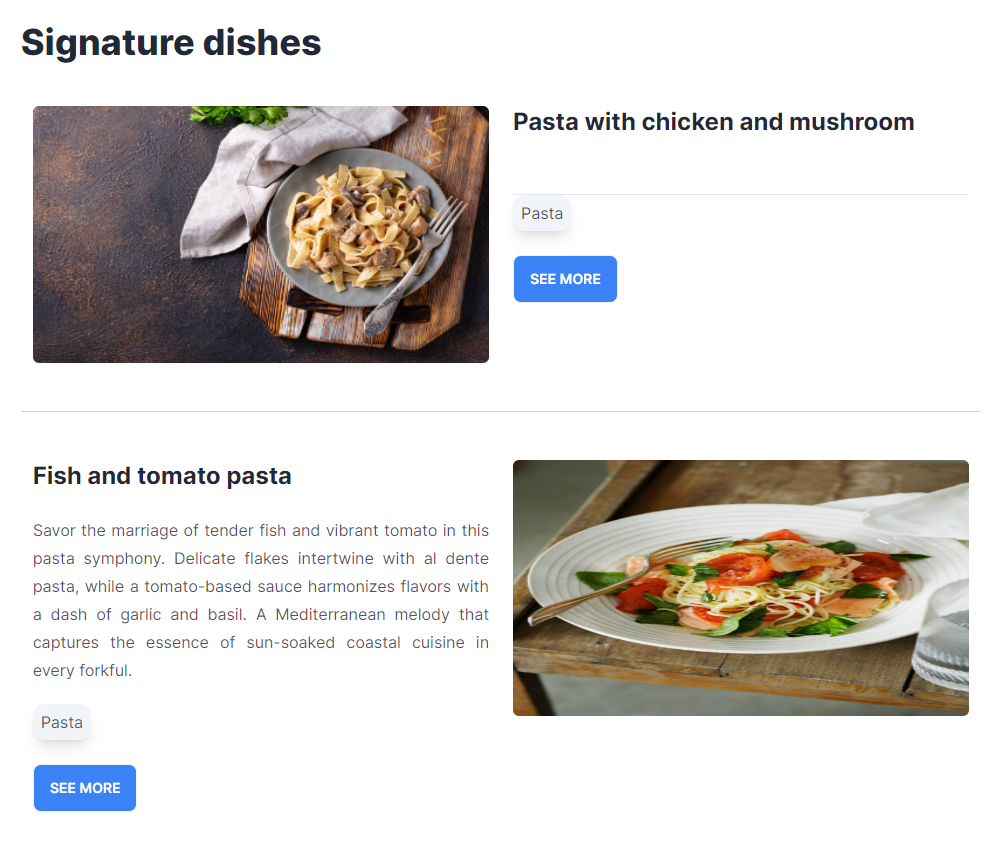 Signature dishes
Pasta with chicken and mushroom
Pasta
SEE MORE
Fish and tomato pasta
Savor the marriage of tender fish and vibrant tomato in this
pasta symphony. Delicate flakes intertwine with al dente
pasta, while a tomato-based sauce harmonizes flavors with
a dash of garlic and basil. A Mediterranean melody that
captures the essence of sun-soaked coastal cuisine in
every forkful.
Pasta
SEE MORE